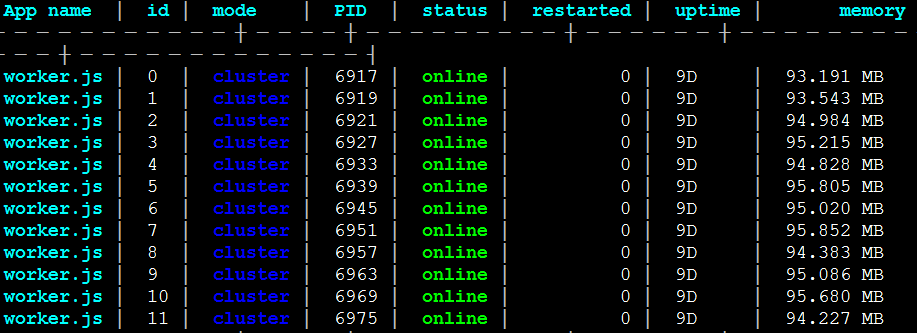 App name | id | mode | PID | status | restarted | uptime | memory
worker.js | 0 | cluster | 6917 | online | 0 | 9D | 93.191 MB
worker.js | 1 | cluster | 6919 | online | 0 | 9D | 93.543 MB
worker.js | 2 | cluster | 6921 | online | 0 | 9D | 94.984 MB
worker.js | 3 | cluster | 6927 | online | 0 | 9D | 95.215 MB
worker.js | 4 | cluster | 6933 | online | 0 | 9D | 94.828 MB
worker.js | 5 | cluster | 6939 | online | 0 | 9D | 95.805 MB
worker.js | 6 | cluster | 6945 | online | 0 | 9D | 95.020 MB
worker.js | 7 | cluster | 6951 | online | 0 | 9D | 95.852 MB
worker.js | 8 | cluster | 6957 | online | 0 | 9D | 94.383 MB
worker.js | 9 | cluster | 6963 | online | 0 | 9D | 95.086 MB
worker.js | 10 | cluster | 6969 | online | 0 | 9D | 95.680 MB
worker.js | 11 | cluster | 6975 | online | 0 | 9D | 94.227 MB